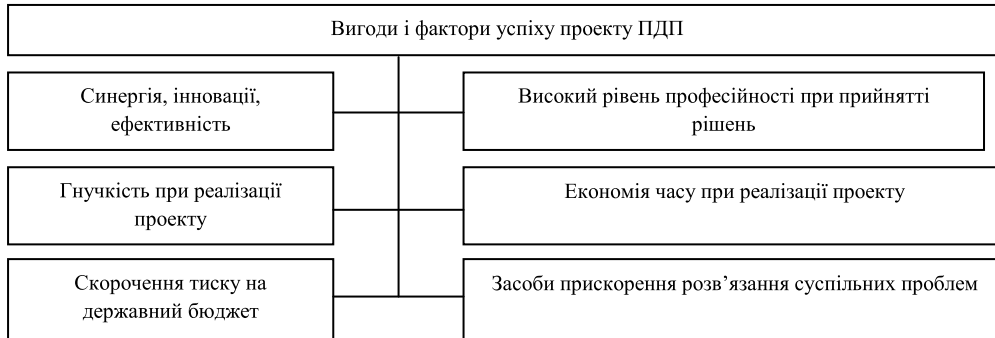 Вигоди і фактори успіху проекту ПДП
Синергія, інновації,
ефективність
Високий рівень професійності при прийнятті
рішень
Гнучкість при реалізації
проекту
Економія часу при реалізації проекту
Скорочення тиску на
державний бюджет
Засоби прискорення розв’язання суспільних проблем